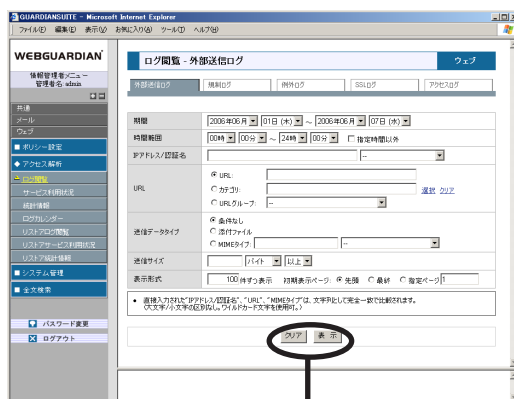 GUARDIANSUITE - Microsoft Internet Explorer
ファイル(F) 編集(E) 表示(V) お気に入り(A) ツール(T) ヘルプ(H)
WEBGUARDIAN
情報管理者メニュー
管理者名: admin
共通
メール
ウェブ
ポリシー設定
アクセス解析
ログ閲覧
サービス利用状況
統計情報
ログカレンダー
リストアログ閲覧
リストアサービス利用状況
リストア統計情報
システム管理
全文検索
パスワード変更
ログアウト
ログ閲覧 - 外部送信ログ ウェブ
外部送信ログ 規制ログ 例外ログ SSLログ アクセスログ
期間 2006年06月 01日 (木) ~ 2006年06月 07日 (水)
時間範囲 00時 00分 ~ 24時 00分 指定時間以外
IPアドレス/認証名 --
URL
URL:
カテゴリ: 選択 クリア
URLグループ: --
送信データタイプ
条件なし
添付ファイル
MIMEタイプ: --
送信サイズ バイト 以上
表示形式 100 件ずつ表示 初期表示ページ: 先頭 最終 指定ページ 1
• 直接入力された"IPアドレス/認証名"、"URL"、"MIMEタイプ"は、文字列として完全一致で比較されます。
(大文字/小文字の区別なし。ワイルドカード文字を使用可。)
クリア 表示